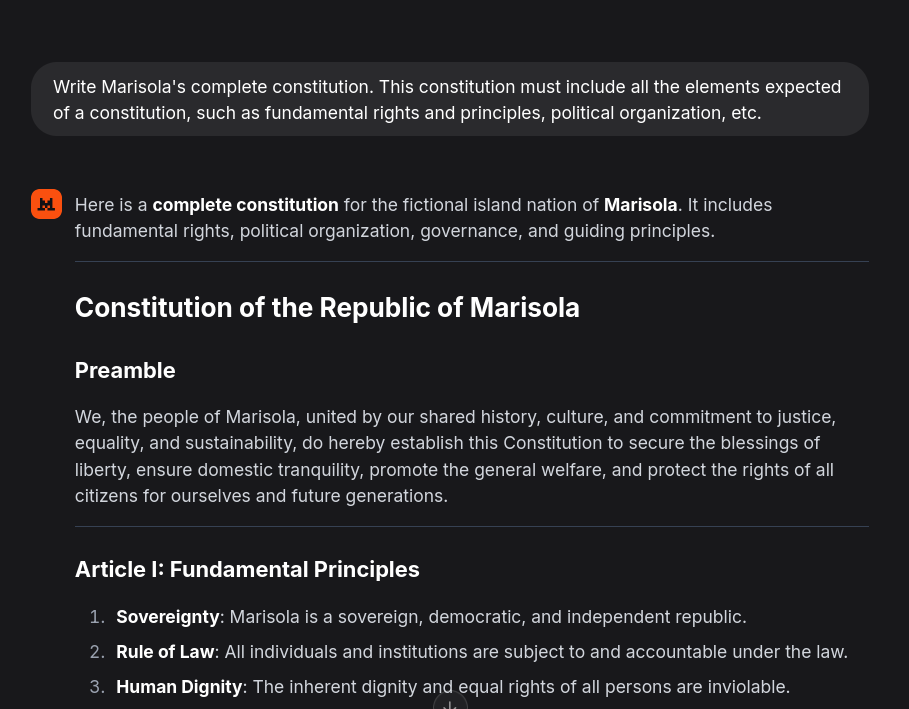 Write Marisola's complete constitution. This constitution must include all the elements expected
of a constitution, such as fundamental rights and principles, political organization, etc.
Here is a complete constitution for the fictional island nation of Marisola. It includes
fundamental rights, political organization, governance, and guiding principles.
Constitution of the Republic of Marisola
Preamble
We, the people of Marisola, united by our shared history, culture, and commitment to justice,
equality, and sustainability, do hereby establish this Constitution to secure the blessings of
liberty, ensure domestic tranquility, promote the general welfare, and protect the rights of all
citizens for ourselves and future generations.
Article I: Fundamental Principles
1. Sovereignty: Marisola is a sovereign, democratic, and independent republic.
2. Rule of Law: All individuals and institutions are subject to and accountable under the law.
3. Human Dignity: The inherent dignity and equal rights of all persons are inviolable.